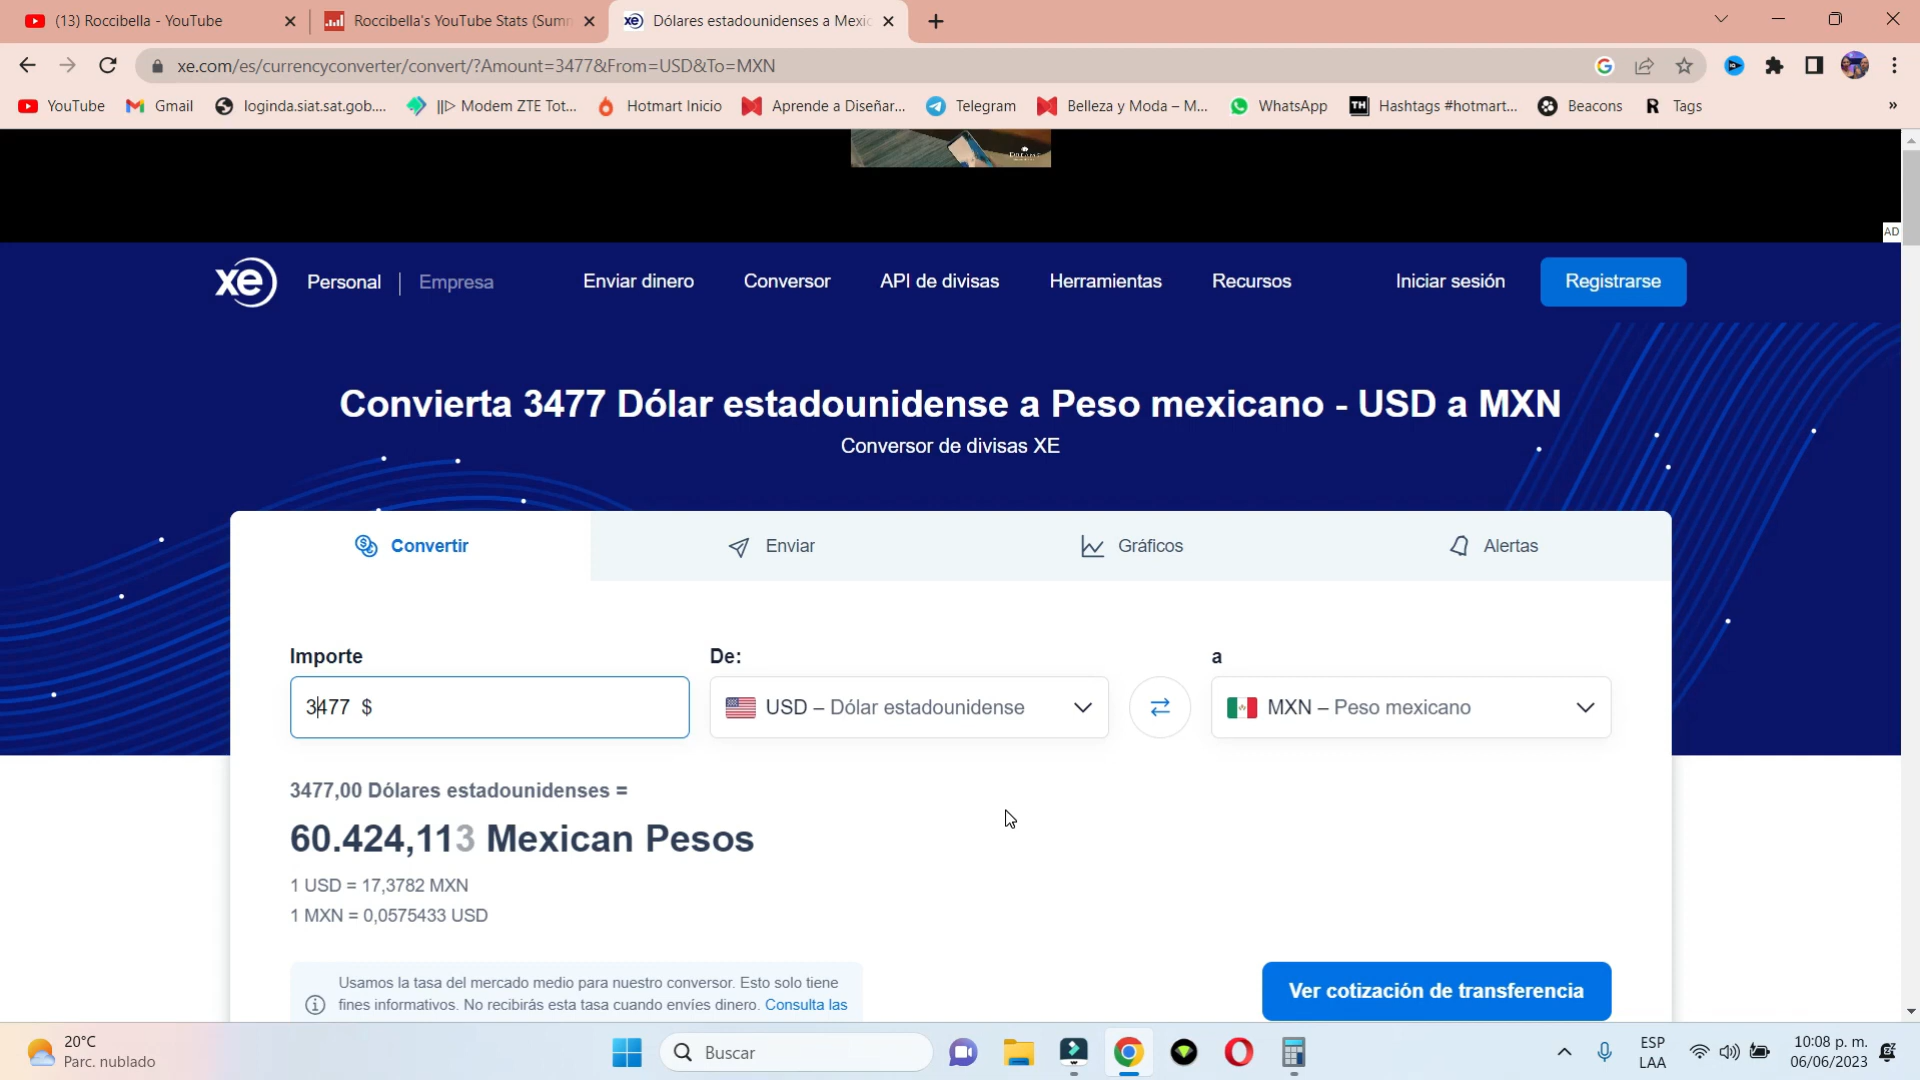 (13) Roccibella - YouTube
Roccibella's YouTube Stats (Summ
xe Dólares estadounidenses a Mexic
xe.com/es/currencyconverter/convert/?Amount=3477&From=USD&To=MXN
YouTube
Gmail
loginda.siat.sat.gob....
||▷ Modem ZTE Tot...
Hotmart Inicio
Aprende a Diseñar...
Telegram
Belleza y Moda – M...
WhatsApp
TH Hashtags #hotmart...
Beacons
R Tags
»
AD
xe
Personal
Empresa
Enviar dinero
Conversor
API de divisas
Herramientas
Recursos
Iniciar sesión
Registrarse
Convierta 3477 Dólar estadounidense a Peso mexicano - USD a MXN
Conversor de divisas XE
Convertir
Enviar
Gráficos
Alertas
Importe
De:
a
3477 $
USD – Dólar estadounidense
MXN – Peso mexicano
3477,00 Dólares estadounidenses =
60.424,113 Mexican Pesos
1 USD = 17,3782 MXN
1 MXN = 0,0575433 USD
Usamos la tasa del mercado medio para nuestro conversor. Esto solo tiene
fines informativos. No recibirás esta tasa cuando envíes dinero. Consulta las
Ver cotización de transferencia
20°C
Parc. nublado
Buscar
ESP
LAA
10:08 p. m.
06/06/2023